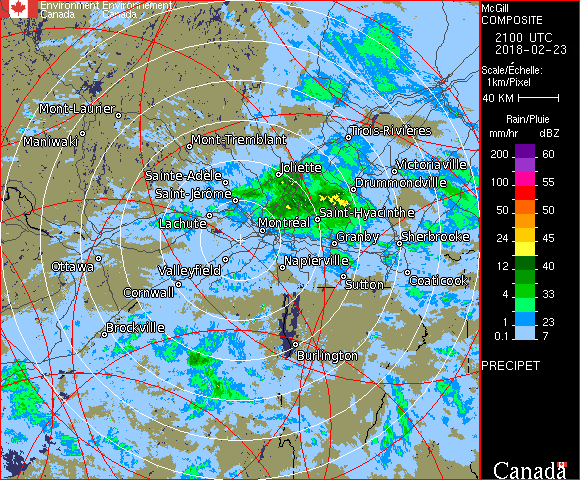 Environment Environnement
Canada Canada
McGill
COMPOSITE
2100 UTC
2018-02-23
Scale/Échelle:
1km/Pixel
40 KM
Rain/Pluie
mm/hr dBZ
200 60
100 55
50 50
24 45
12 40
4 33
1 23
0.1 7
PRECIPET
Mont-Laurier
Maniwaki
Mont-Tremblant
Trois-Rivières
Joliette
Victoriaville
Sainte-Adèle
Drummondville
Saint-Jérôme
Saint-Hyacinthe
Lachute
Montréal
Granby
Sherbrooke
Ottawa
Valleyfield
Napierville
Cornwall
Sutton
Coaticook
Brockville
Burlington
Canada